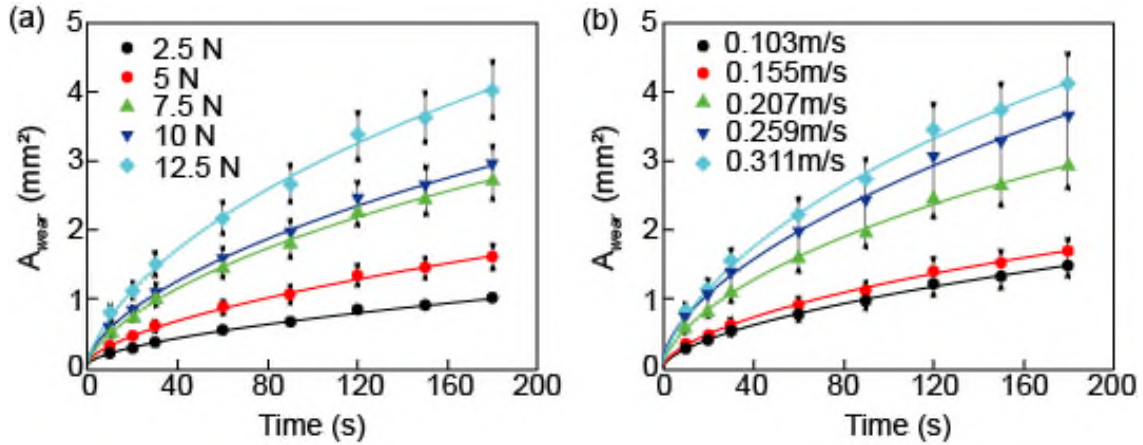 (a)
5
4
3
2
1
0
A_wear (mm²)
2.5 N
5 N
7.5 N
10 N
12.5 N
0 40 80 120 160 200
Time (s)
(b)
5
4
3
2
1
0
A_wear (mm²)
0.103m/s
0.155m/s
0.207m/s
0.259m/s
0.311m/s
0 40 80 120 160 200
Time (s)